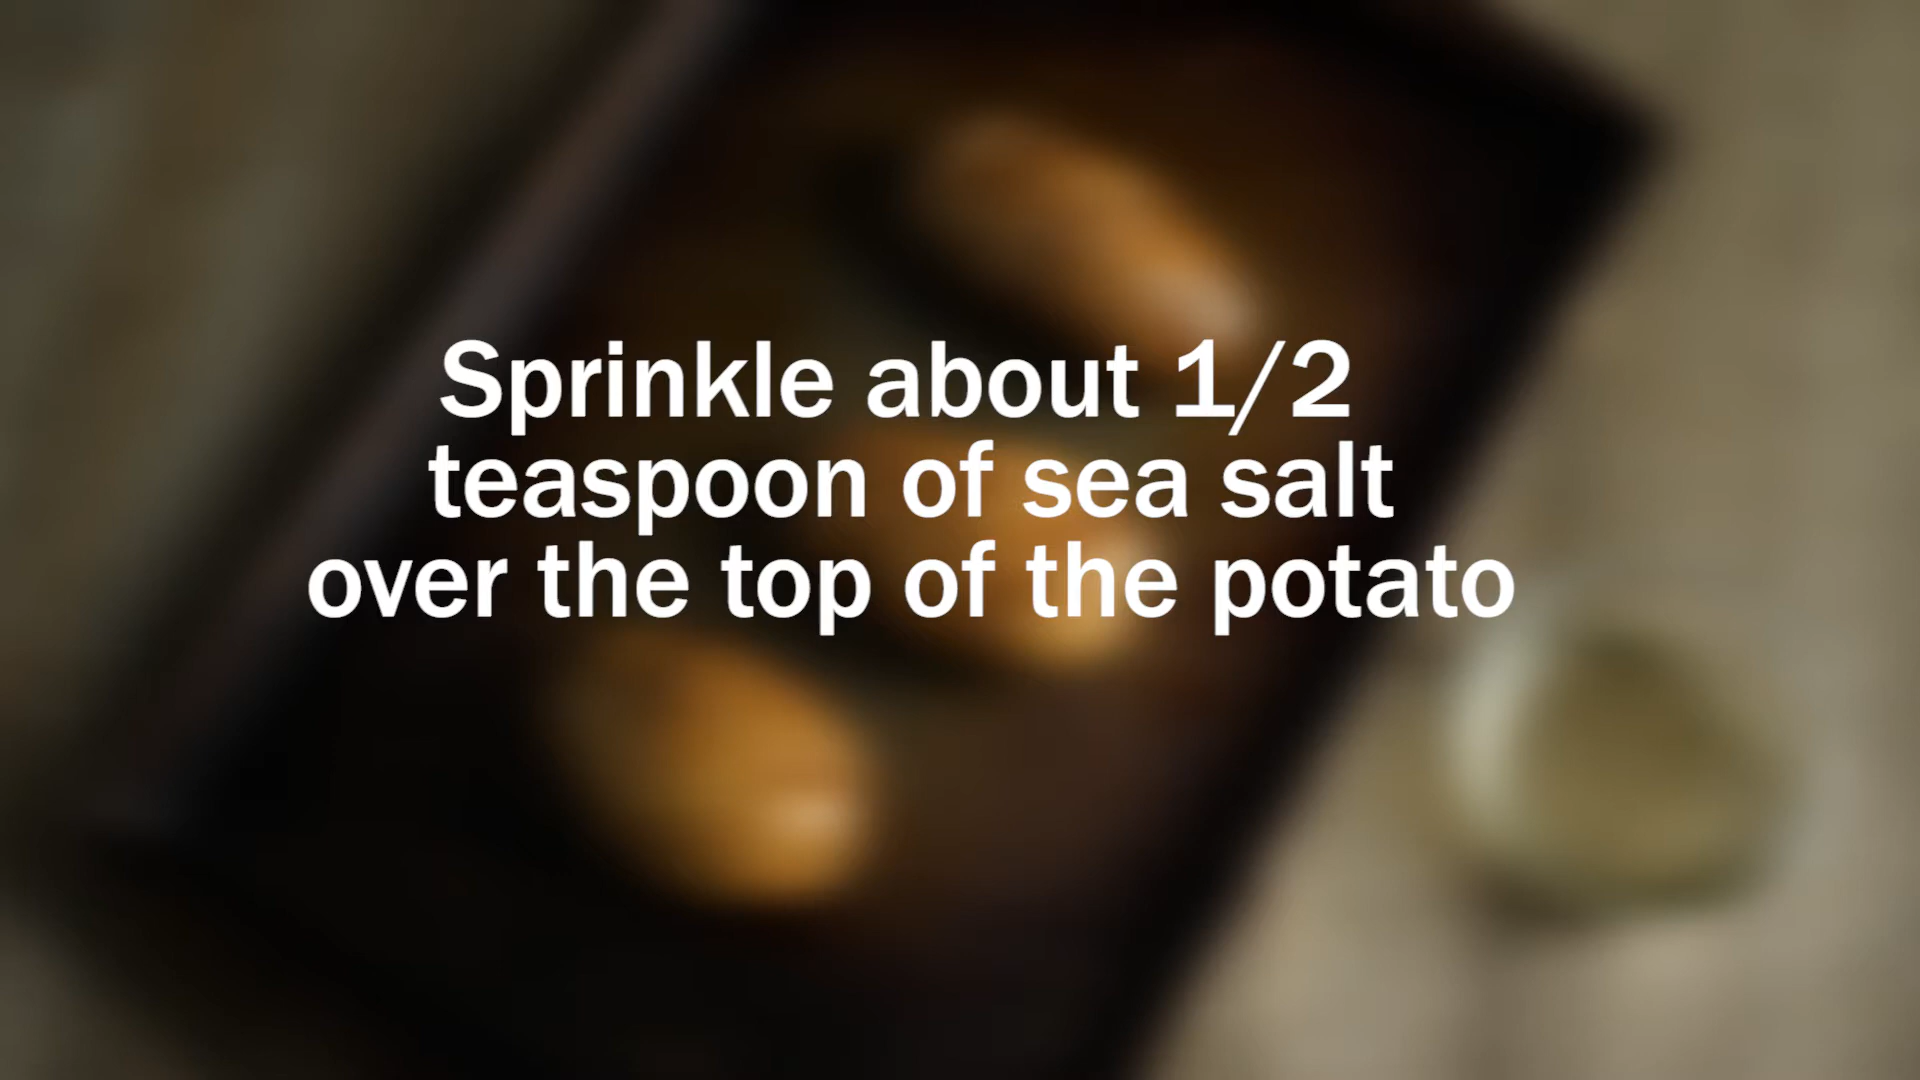 Sprinkle about 1/2
teaspoon of sea salt
over the top of the potato